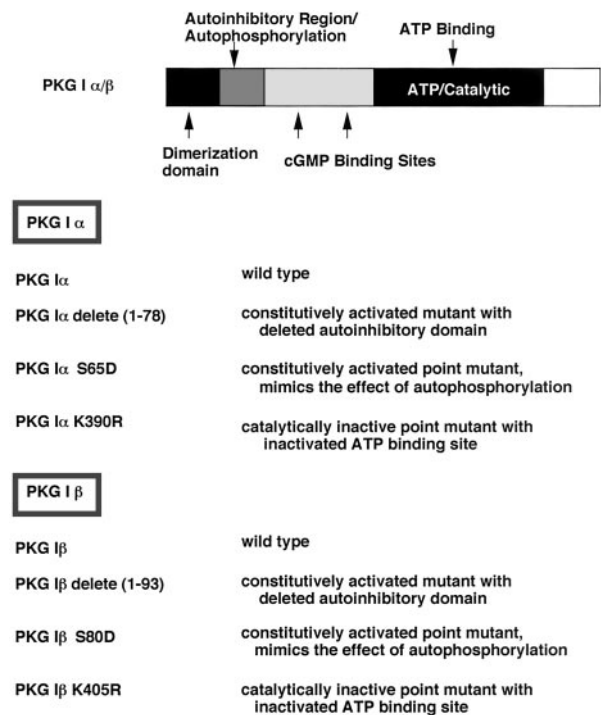 Autoinhibitory Region/
Autophosphorylation
ATP Binding
PKG I α/β
ATP/Catalytic
Dimerization
domain
cGMP Binding Sites
PKG I α
PKG Iα wild type
PKG Iα delete (1-78) constitutively activated mutant with
deleted autoinhibitory domain
PKG Iα S65D constitutively activated point mutant,
mimics the effect of autophosphorylation
PKG Iα K390R catalytically inactive point mutant with
inactivated ATP binding site
PKG I β
PKG Iβ wild type
PKG Iβ delete (1-93) constitutively activated mutant with
deleted autoinhibitory domain
PKG Iβ S80D constitutively activated point mutant,
mimics the effect of autophosphorylation
PKG Iβ K405R catalytically inactive point mutant with
inactivated ATP binding site